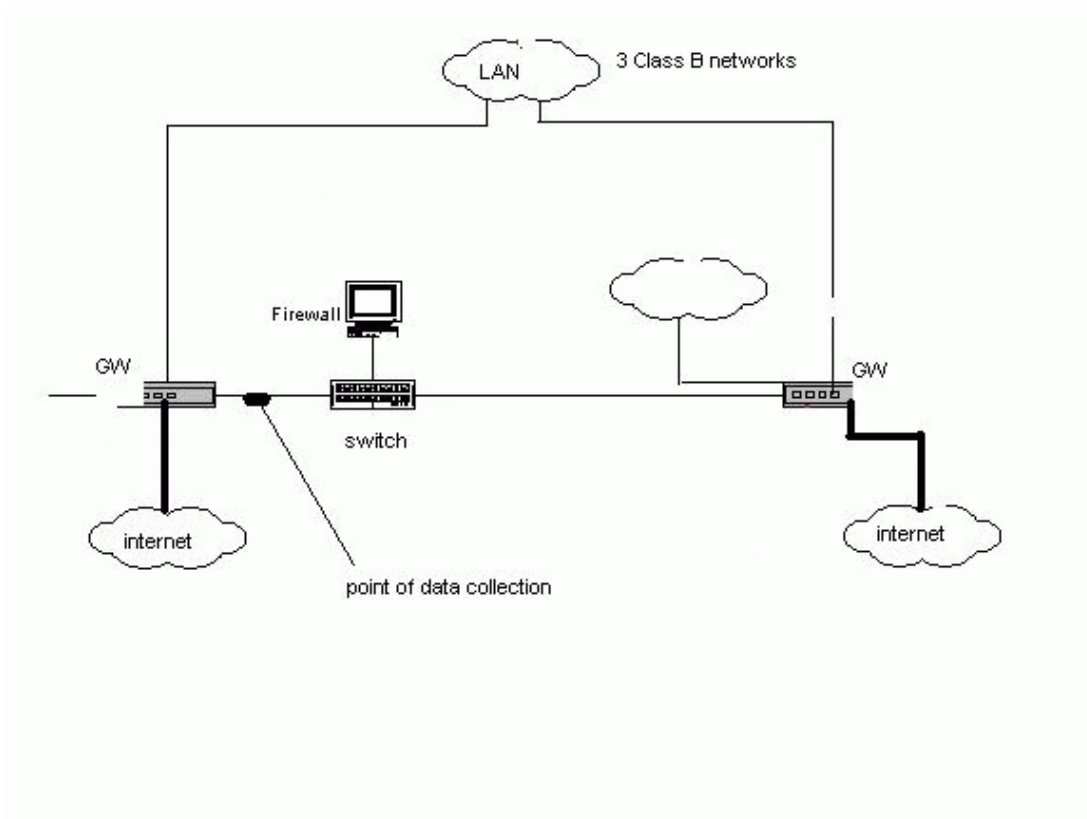 LAN
3 Class B networks
Firewall
GW
GW
switch
internet
internet
point of data collection